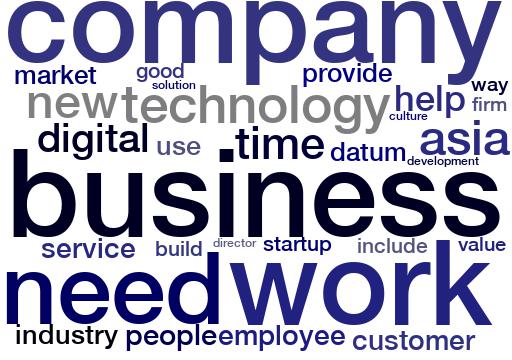 company
market good provide
solution way
new technology help firm
culture
digital use time datum asia
development
business
service build director startup include value
need work
industry people employee customer